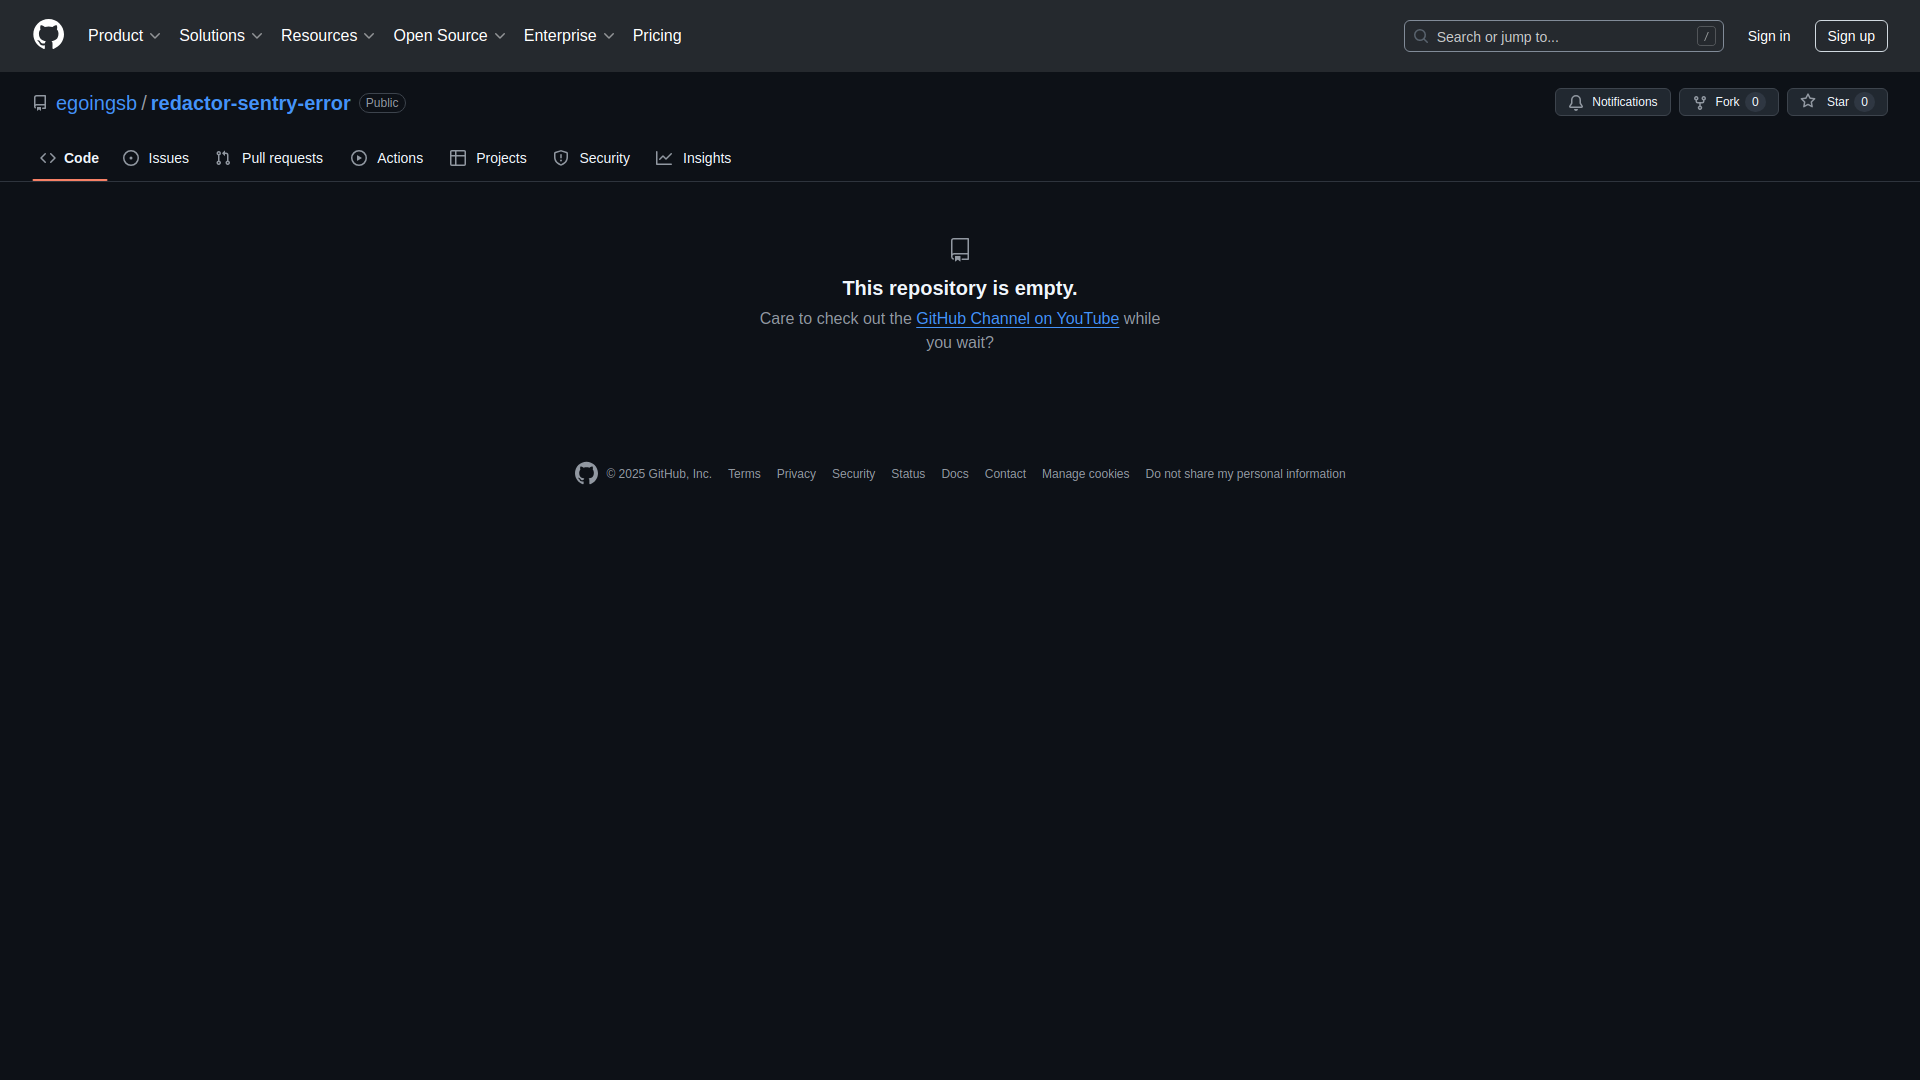 Product Solutions Resources Open Source Enterprise Pricing Search or jump to... / Sign in Sign up
egoingsb / redactor-sentry-error Public Notifications Fork 0 Star 0
Code Issues Pull requests Actions Projects Security Insights
This repository is empty.
Care to check out the GitHub Channel on YouTube while
you wait?
© 2025 GitHub, Inc. Terms Privacy Security Status Docs Contact Manage cookies Do not share my personal information